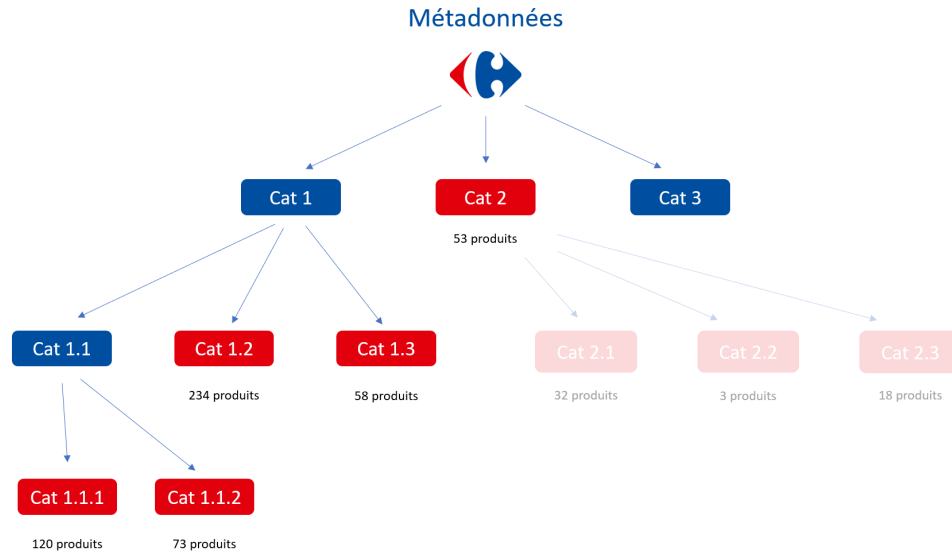 Métadonnées
Cat 1
Cat 2
Cat 3
53 produits
Cat 1.1
Cat 1.2
Cat 1.3
Cat 2.1
Cat 2.2
Cat 2.3
234 produits
58 produits
32 produits
3 produits
18 produits
Cat 1.1.1
Cat 1.1.2
120 produits
73 produits